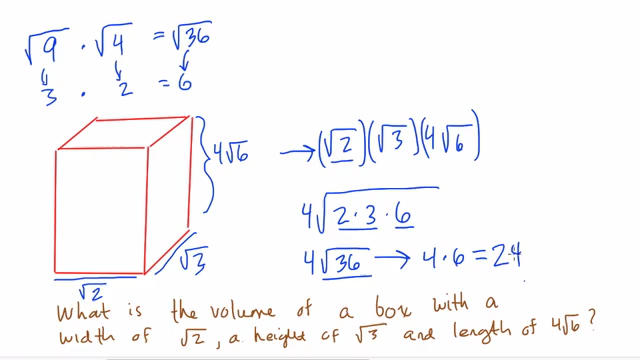 √9 · √4 = √36
3 · 2 = 6
4√6
→ (√2)(√3)(4√6)
4√2·3·6
√3
4√36 → 4·6 = 24
√2
What is the volume of a box with a
width of √2, a height of √3 and length of 4√6?